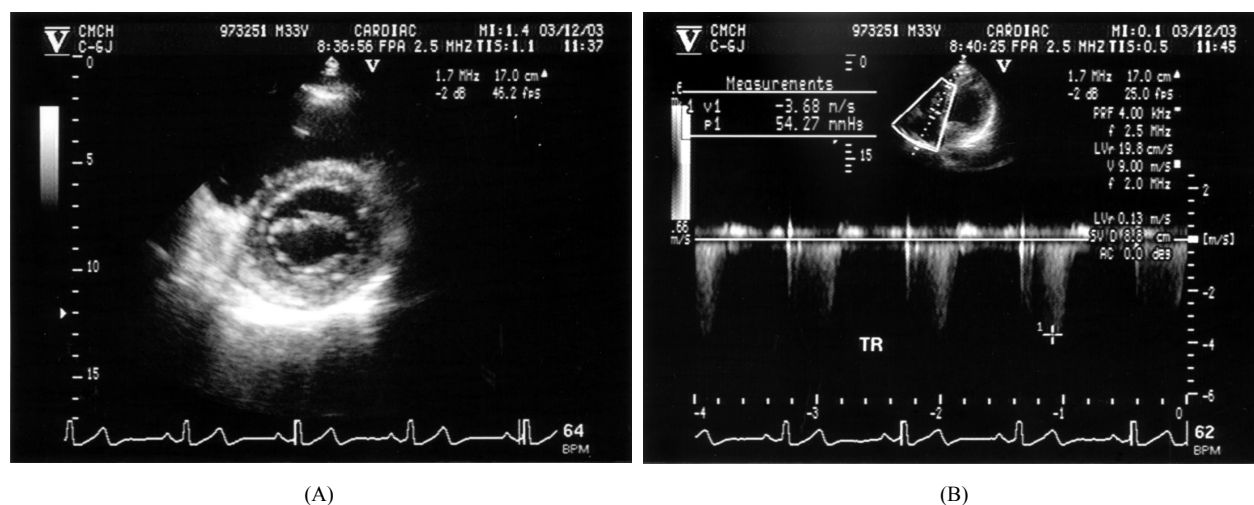 V CMCH 973251 M33V CARDIAC MI:1.4 03/12/03
C-GJ 8:36:56 FPA 2.5 MHZ TIS:1.1 11:37
V
1.7 MHz 17.0 cm
-2 dB 46.2 fps
0
5
10
15
64
BPM
(A)
V CMCH 973251 M33V CARDIAC MI:0.1 03/12/03
C-GJ 8:40:25 FPA 2.5 MHZ TIS:0.5 11:45
0
V
15
1.7 MHz 17.0 cm
-2 dB 25.0 fps
PRF 4.00 kHz
f 2.5 MHz
LVr 19.8 cm/s
V 9.00 m/s
f 2.0 MHz
LVr 0.13 m/s
SV D 8.8 cm
AC 0.0 deg
Measurements
v1 -3.68 m/s
p1 54.27 mmHg
.66
m/s
2
[m/s]
-2
-4
-6
1
TR
-4 -3 -2 -1 0
62
BPM
(B)